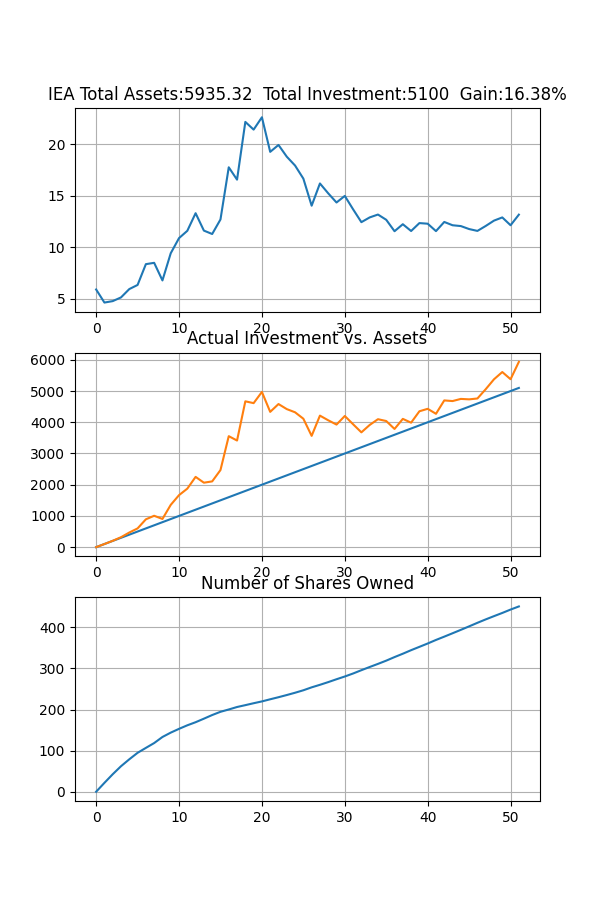 IEA Total Assets:5935.32  Total Investment:5100  Gain:16.38%
20
15
10
5
0 10 20 30 40 50
Actual Investment vs. Assets
6000
5000
4000
3000
2000
1000
0
0 10 20 30 40 50
Number of Shares Owned
400
300
200
100
0
0 10 20 30 40 50